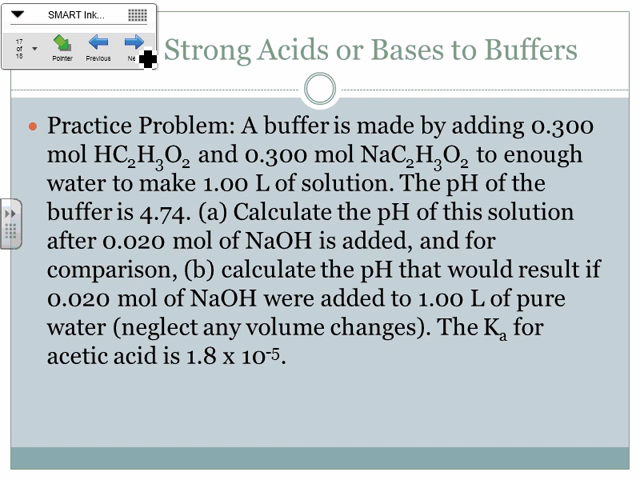 SMART Ink...
17
of
18
Pointer
Previous
Strong Acids or Bases to Buffers
• Practice Problem: A buffer is made by adding 0.300
mol HC₂H₃O₂ and 0.300 mol NaC₂H₃O₂ to enough
water to make 1.00 L of solution. The pH of the
buffer is 4.74. (a) Calculate the pH of this solution
after 0.020 mol of NaOH is added, and for
comparison, (b) calculate the pH that would result if
0.020 mol of NaOH were added to 1.00 L of pure
water (neglect any volume changes). The Kₐ for
acetic acid is 1.8 x 10⁻⁵.